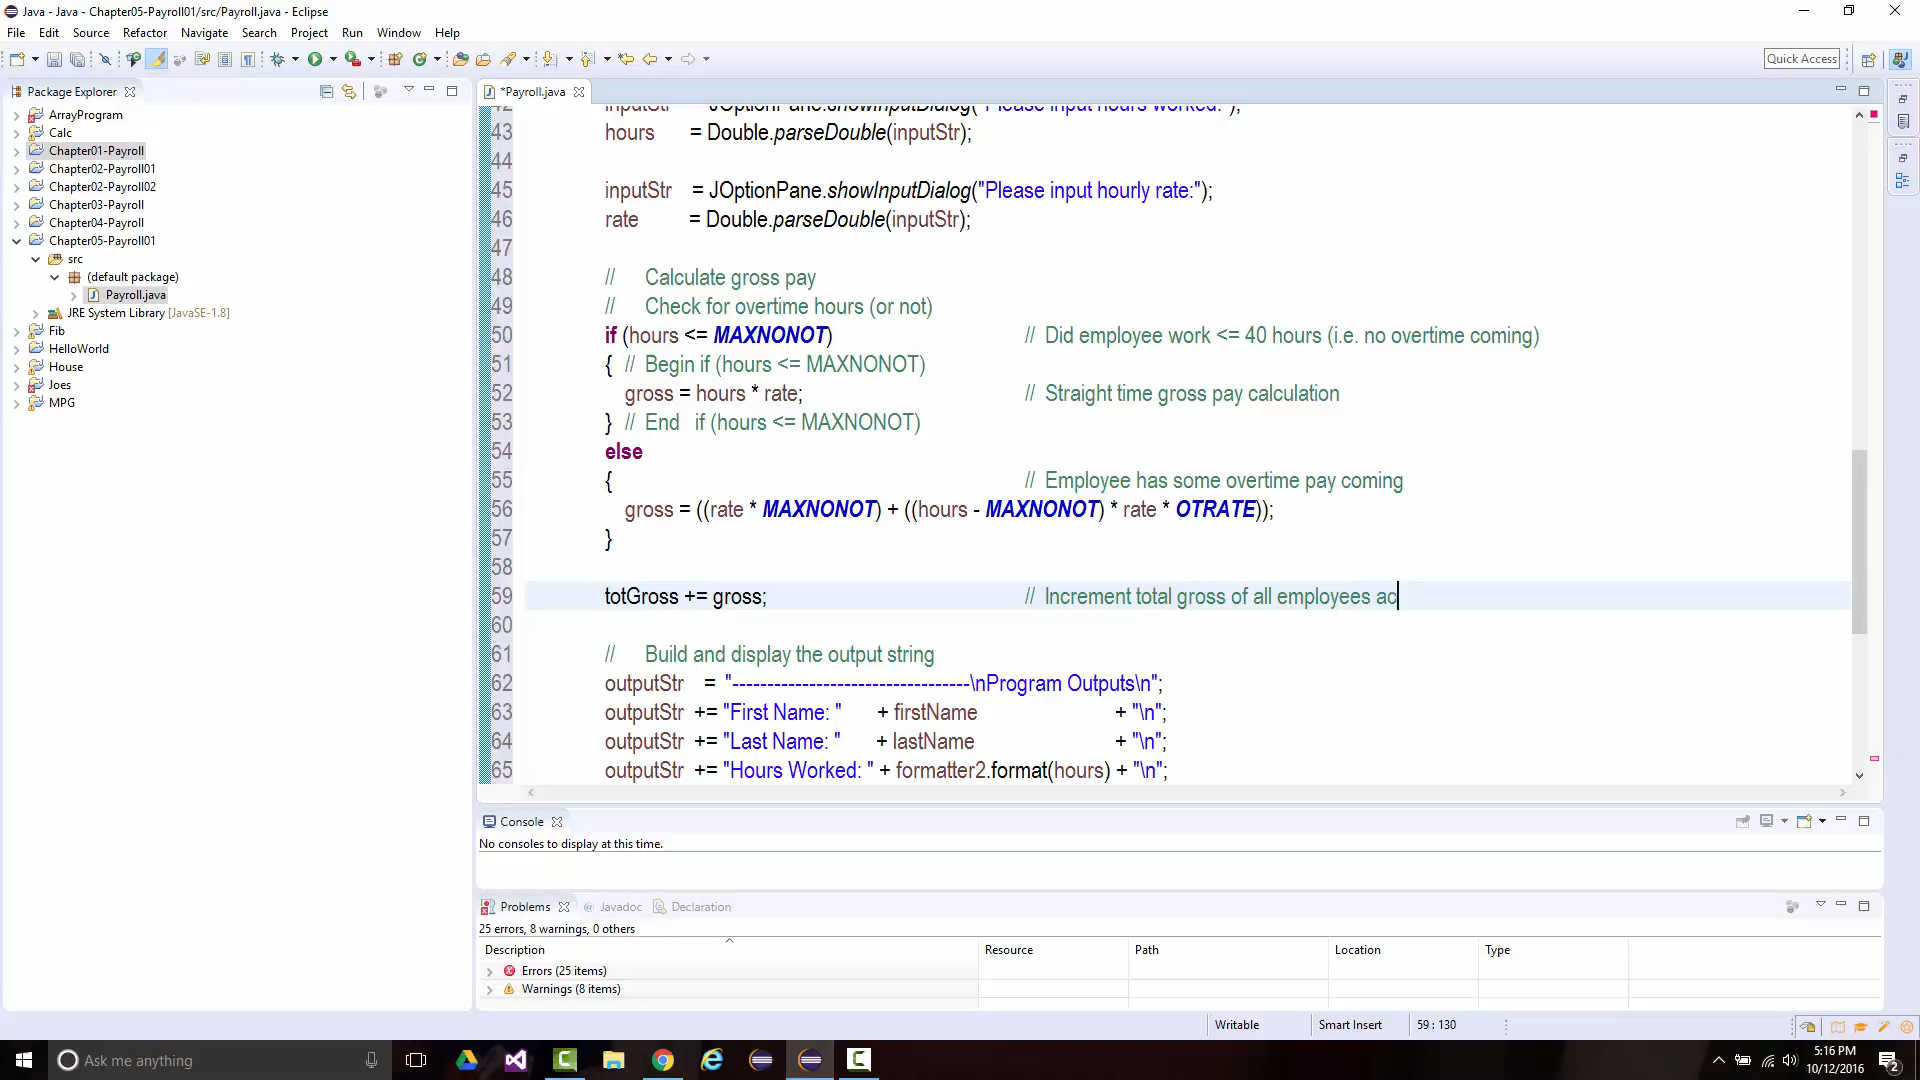 Java - Java - Chapter05-Payroll01/src/Payroll.java - Eclipse
File Edit Source Refactor Navigate Search Project Run Window Help
Quick Access
Package Explorer
ArrayProgram
Calc
Chapter01-Payroll
Chapter02-Payroll01
Chapter02-Payroll02
Chapter03-Payroll
Chapter04-Payroll
Chapter05-Payroll01
src
(default package)
Payroll.java
JRE System Library [JavaSE-1.8]
Fib
HelloWorld
House
Joes
MPG
*Payroll.java
42 inputStr = JOptionPane.showInputDialog("Please input hours worked:");
43 hours = Double.parseDouble(inputStr);
44
45 inputStr = JOptionPane.showInputDialog("Please input hourly rate:");
46 rate = Double.parseDouble(inputStr);
47
48 // Calculate gross pay
49 // Check for overtime hours (or not)
50 if (hours <= MAXNONOT) // Did employee work <= 40 hours (i.e. no overtime coming)
51 { // Begin if (hours <= MAXNONOT)
52 gross = hours * rate; // Straight time gross pay calculation
53 } // End if (hours <= MAXNONOT)
54 else
55 { // Employee has some overtime pay coming
56 gross = ((rate * MAXNONOT) + ((hours - MAXNONOT) * rate * OTRATE));
57 }
58
59 totGross += gross; // Increment total gross of all employees ac
60
61 // Build and display the output string
62 outputStr = "----------------------------------\nProgram Outputs\n";
63 outputStr += "First Name: " + firstName + "\n";
64 outputStr += "Last Name: " + lastName + "\n";
65 outputStr += "Hours Worked: " + formatter2.format(hours) + "\n";
Console
No consoles to display at this time.
Problems Javadoc Declaration
25 errors, 8 warnings, 0 others
Description Resource Path Location Type
Errors (25 items)
Warnings (8 items)
Writable Smart Insert 59 : 130
Ask me anything
5:16 PM
10/12/2016
2